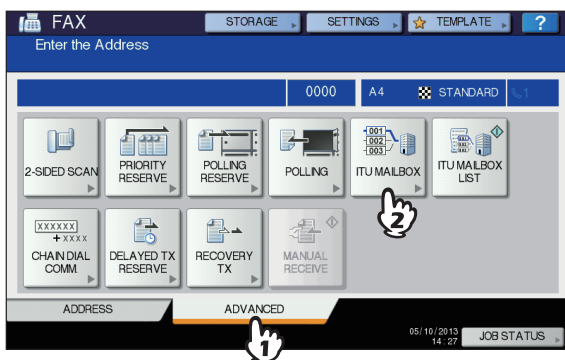 FAX
STORAGE
SETTINGS
TEMPLATE
?
Enter the Address
0000
A4
STANDARD
1
2-SIDED SCAN
PRIORITY
RESERVE
POLLING
RESERVE
POLLING
001
002
003
ITU MAILBOX
ITU MAILBOX
LIST
2
XXXXXX
+XXXX
CHAIN DIAL
COMM.
DELAYED TX
RESERVE
RECOVERY
TX
MANUAL
RECEIVE
ADDRESS
ADVANCED
1
05/10/2013
14:27
JOB STATUS